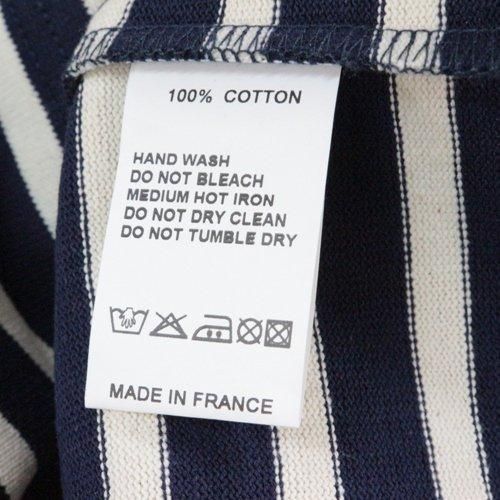 100% COTTON
HAND WASH
DO NOT BLEACH
MEDIUM HOT IRON
DO NOT DRY CLEAN
DO NOT TUMBLE DRY
MADE IN FRANCE